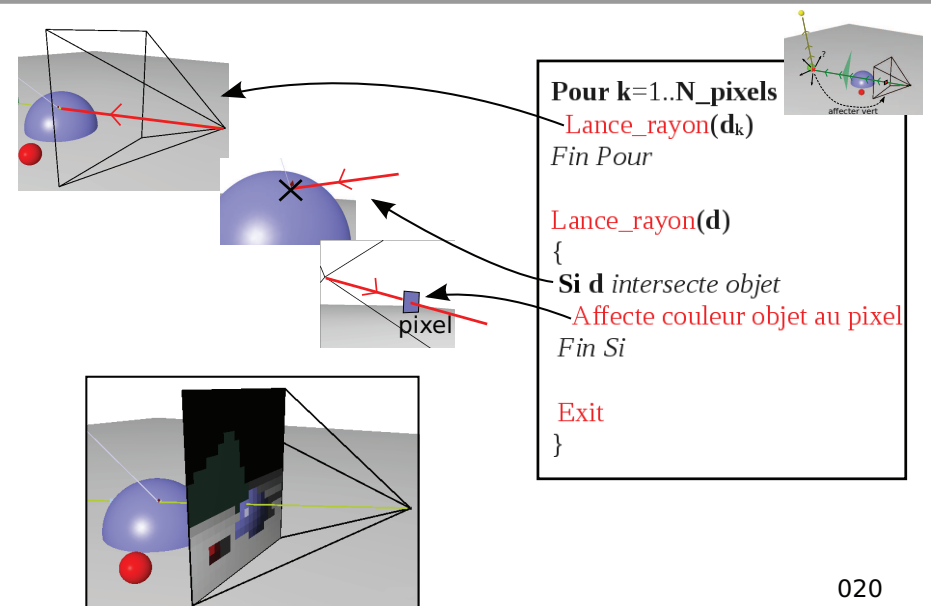 ?
affecter vert
Pour k=1..N_pixels
Lance_rayon(dk)
Fin Pour
Lance_rayon(d)
{
Si d intersecte objet
Affecte couleur objet au pixel
Fin Si
Exit
}
pixel
020